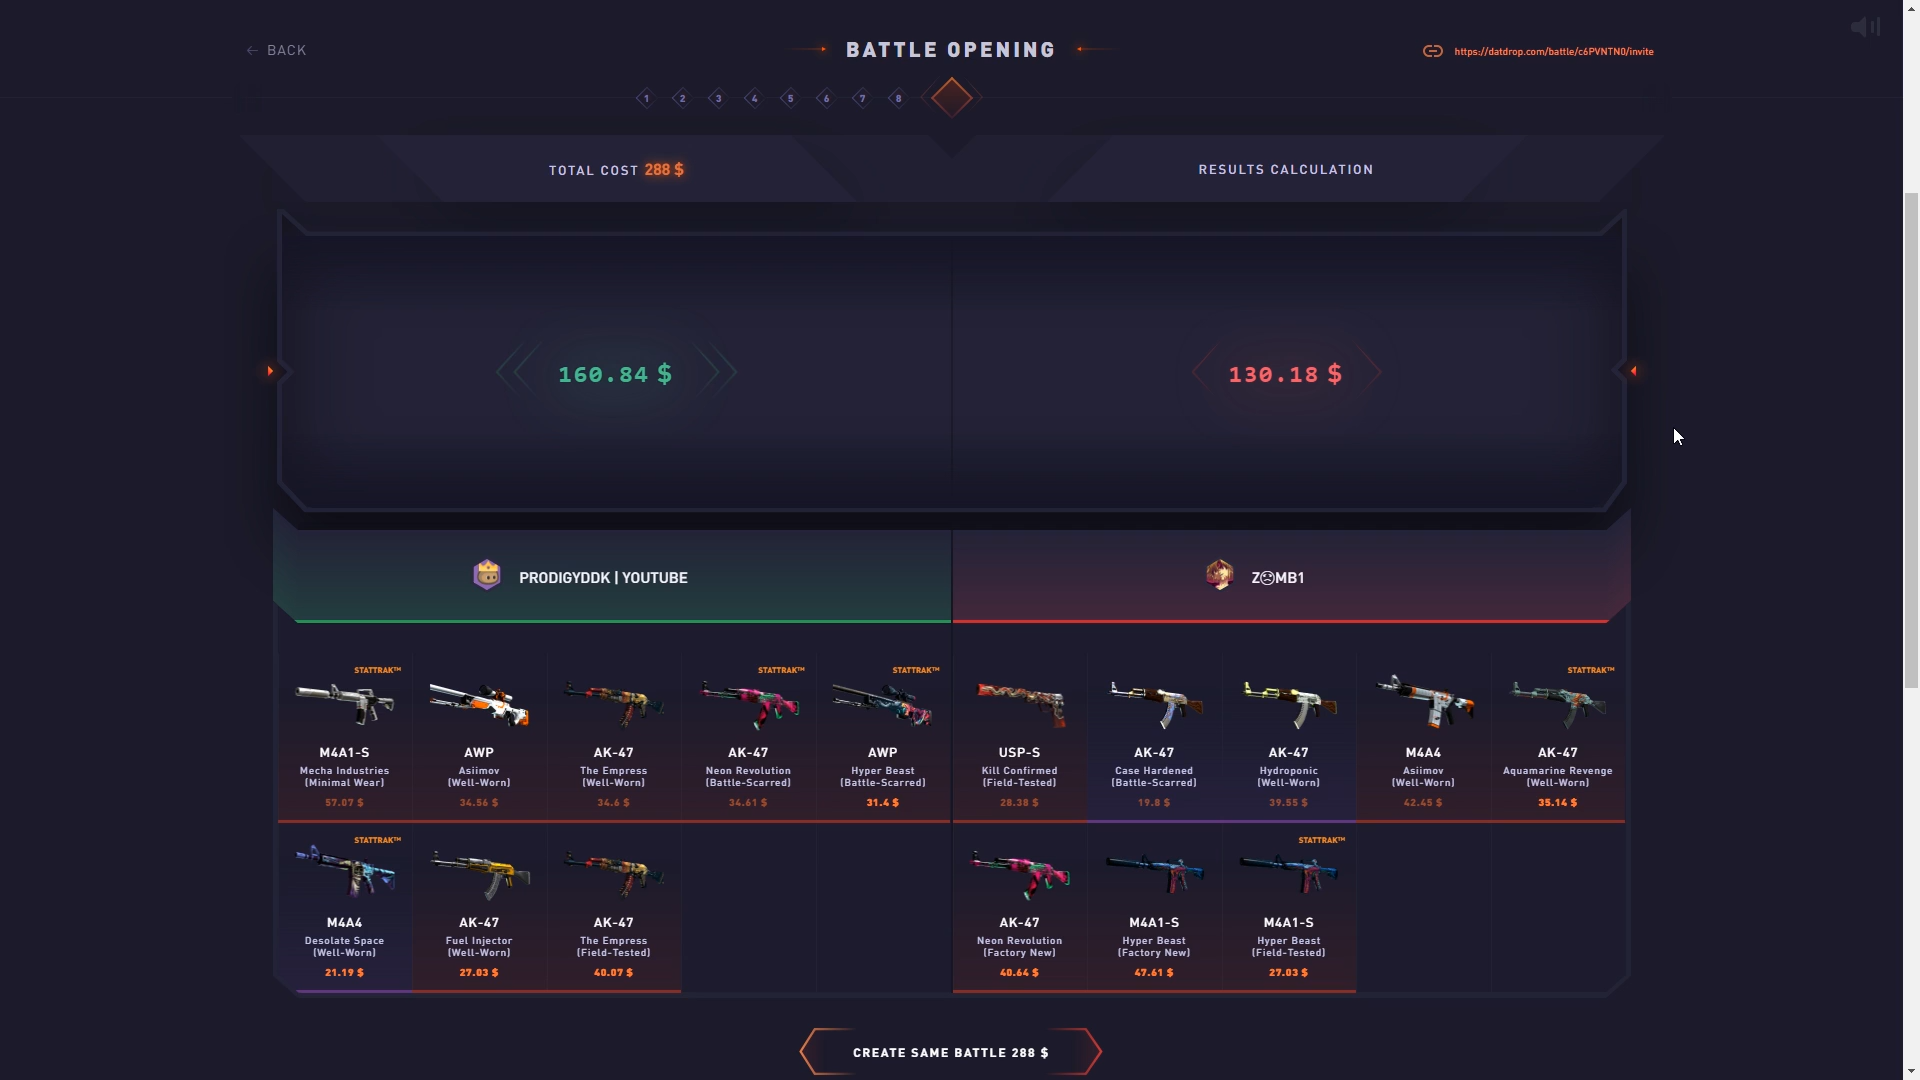 ← BACK
BATTLE OPENING
https://datdrop.com/battle/c6PVNTN0/invite
1 2 3 4 5 6 7 8
TOTAL COST 288 $
RESULTS CALCULATION
160.84 $
130.18 $
PRODIGYDDK | YOUTUBE
Z☹MB1
STATTRAK™
M4A1-S
Mecha Industries
(Minimal Wear)
57.07 $
AWP
Asiimov
(Well-Worn)
34.56 $
AK-47
The Empress
(Well-Worn)
34.6 $
STATTRAK™
AK-47
Neon Revolution
(Battle-Scarred)
34.61 $
STATTRAK™
AWP
Hyper Beast
(Battle-Scarred)
31.4 $
USP-S
Kill Confirmed
(Field-Tested)
28.38 $
AK-47
Case Hardened
(Battle-Scarred)
19.8 $
AK-47
Hydroponic
(Well-Worn)
39.55 $
M4A4
Asiimov
(Well-Worn)
42.45 $
STATTRAK™
AK-47
Aquamarine Revenge
(Well-Worn)
35.14 $
STATTRAK™
M4A4
Desolate Space
(Well-Worn)
21.19 $
AK-47
Fuel Injector
(Well-Worn)
27.03 $
AK-47
The Empress
(Field-Tested)
40.07 $
AK-47
Neon Revolution
(Factory New)
40.64 $
M4A1-S
Hyper Beast
(Factory New)
47.61 $
STATTRAK™
M4A1-S
Hyper Beast
(Field-Tested)
27.03 $
CREATE SAME BATTLE 288 $